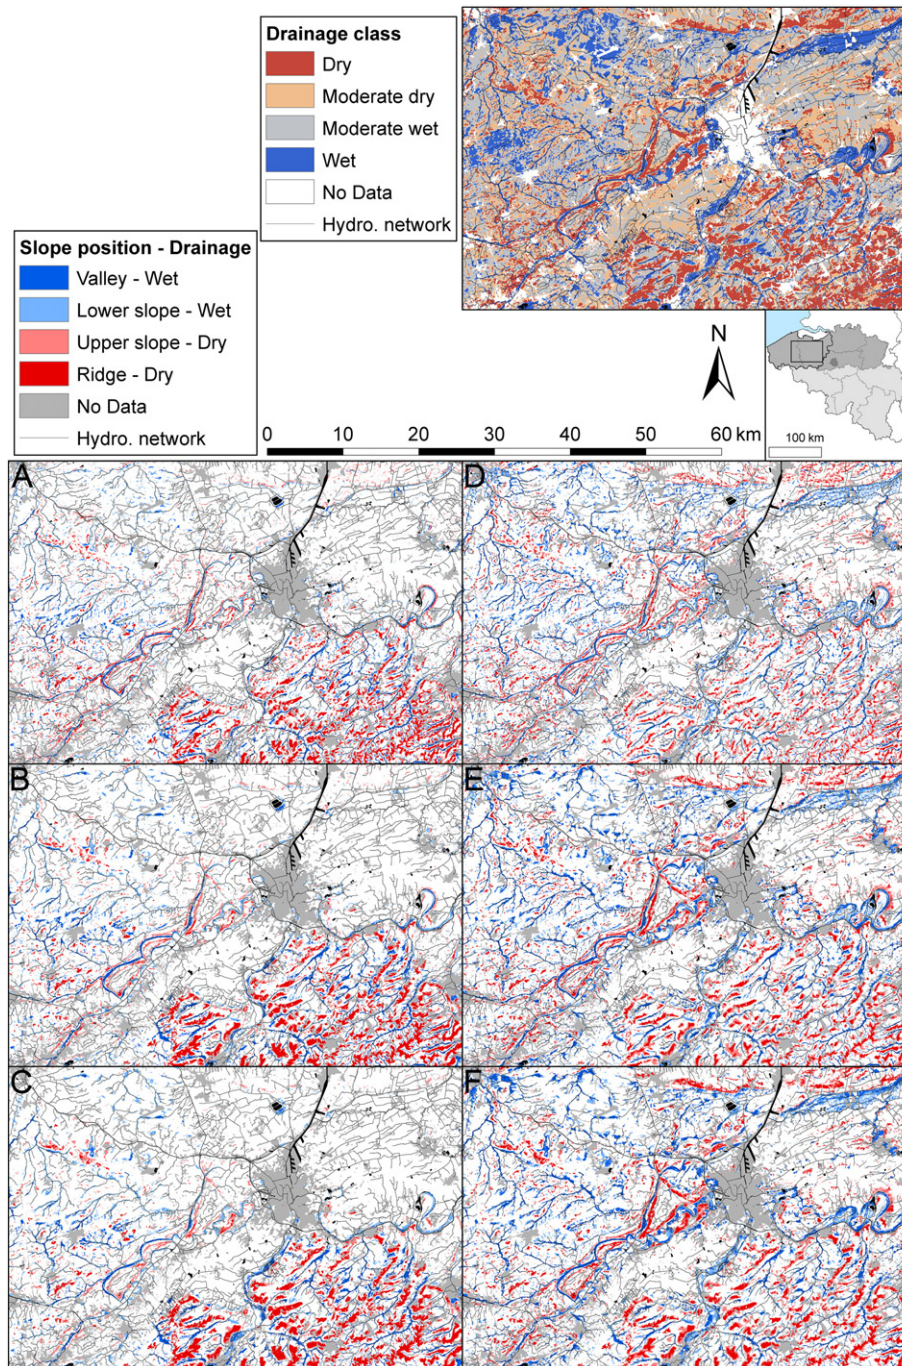 Drainage class
Dry
Moderate dry
Moderate wet
Wet
No Data
Hydro. network
Slope position - Drainage
Valley - Wet
Lower slope - Wet
Upper slope - Dry
Ridge - Dry
No Data
Hydro. network
N
0 10 20 30 40 50 60 km
100 km
A
D
B
E
C
F